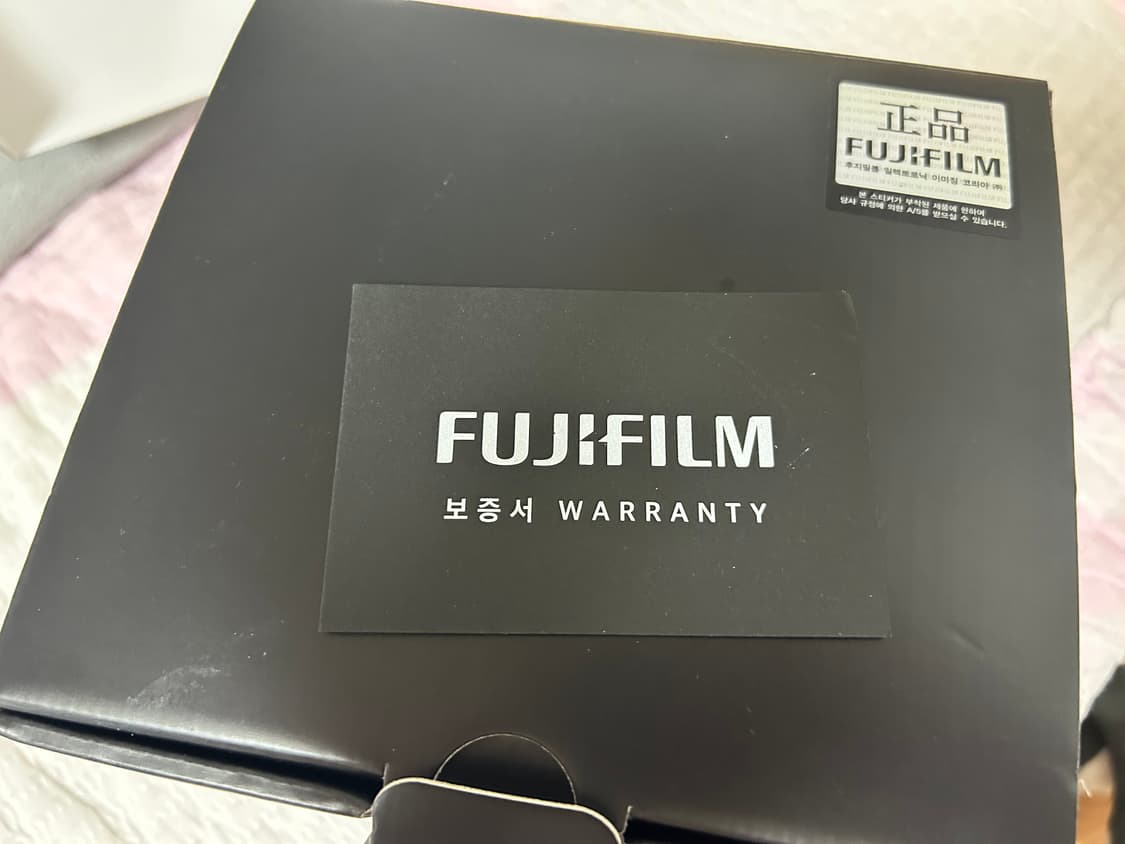 正品
FUJIFILM
후지필름 일렉트로닉 이미징 코리아 ㈜
본 스티커가 부착된 제품에 한하여
당사 규정에 의한 A/S를 받으실 수 있습니다.
FUJIFILM
보증서 WARRANTY